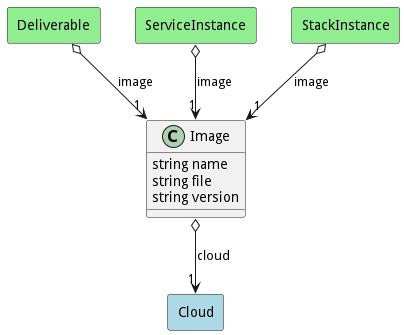 Deliverable
ServiceInstance
StackInstance
image
image
image
1
1
1
C Image
string name
string file
string version
cloud
1
Cloud